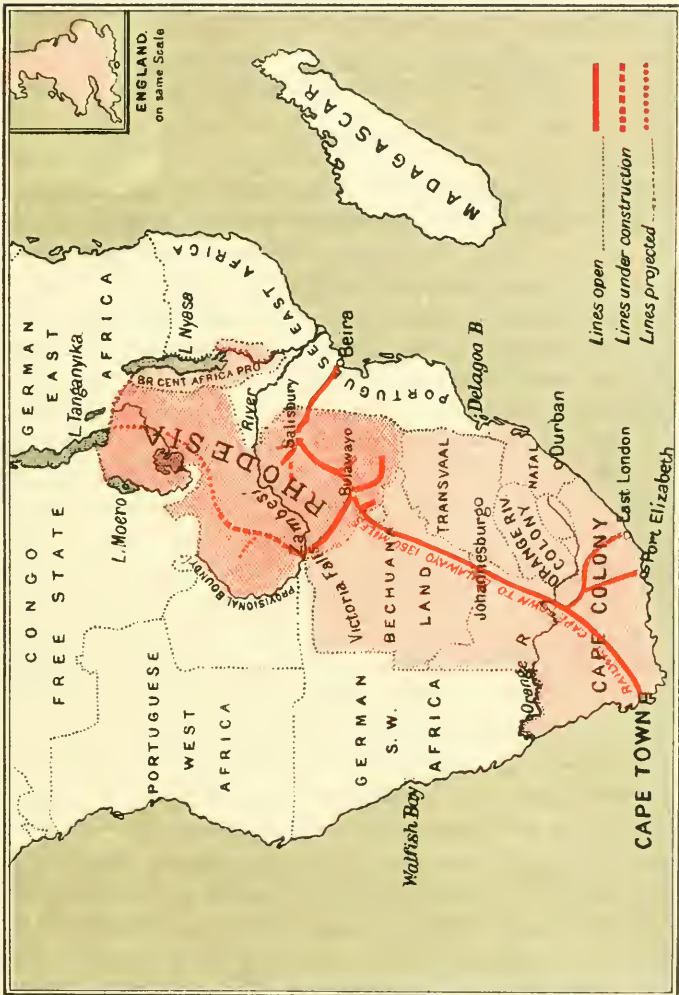 ENGLAND.
on same Scale
MADAGASCAR
GERMAN
EAST
AFRICA
L. Tanganyika
L. Nyasa
CONGO
FREE STATE
L. Moero
BR CENT AFRICA PRO
PORTUGUESE EAST AFRICA
RHODESIA
River
Zambesi
Salisbury
Beira
PROVISIONAL BOUNDY
PORTUGUESE
WEST
AFRICA
Victoria Falls
Bulawayo
BECHUANA
LAND
TRANSVAAL
Delagoa B
GERMAN
S. W.
AFRICA
Johannesburg
Walfish Bay
RAILWAY CAPETOWN TO BULAWAYO 1360 MILES
ORANGE RIV
COLONY
NATAL
Durban
Orange R
CAPE COLONY
East London
Port Elizabeth
CAPE TOWN
Lines open
Lines under construction
Lines projected